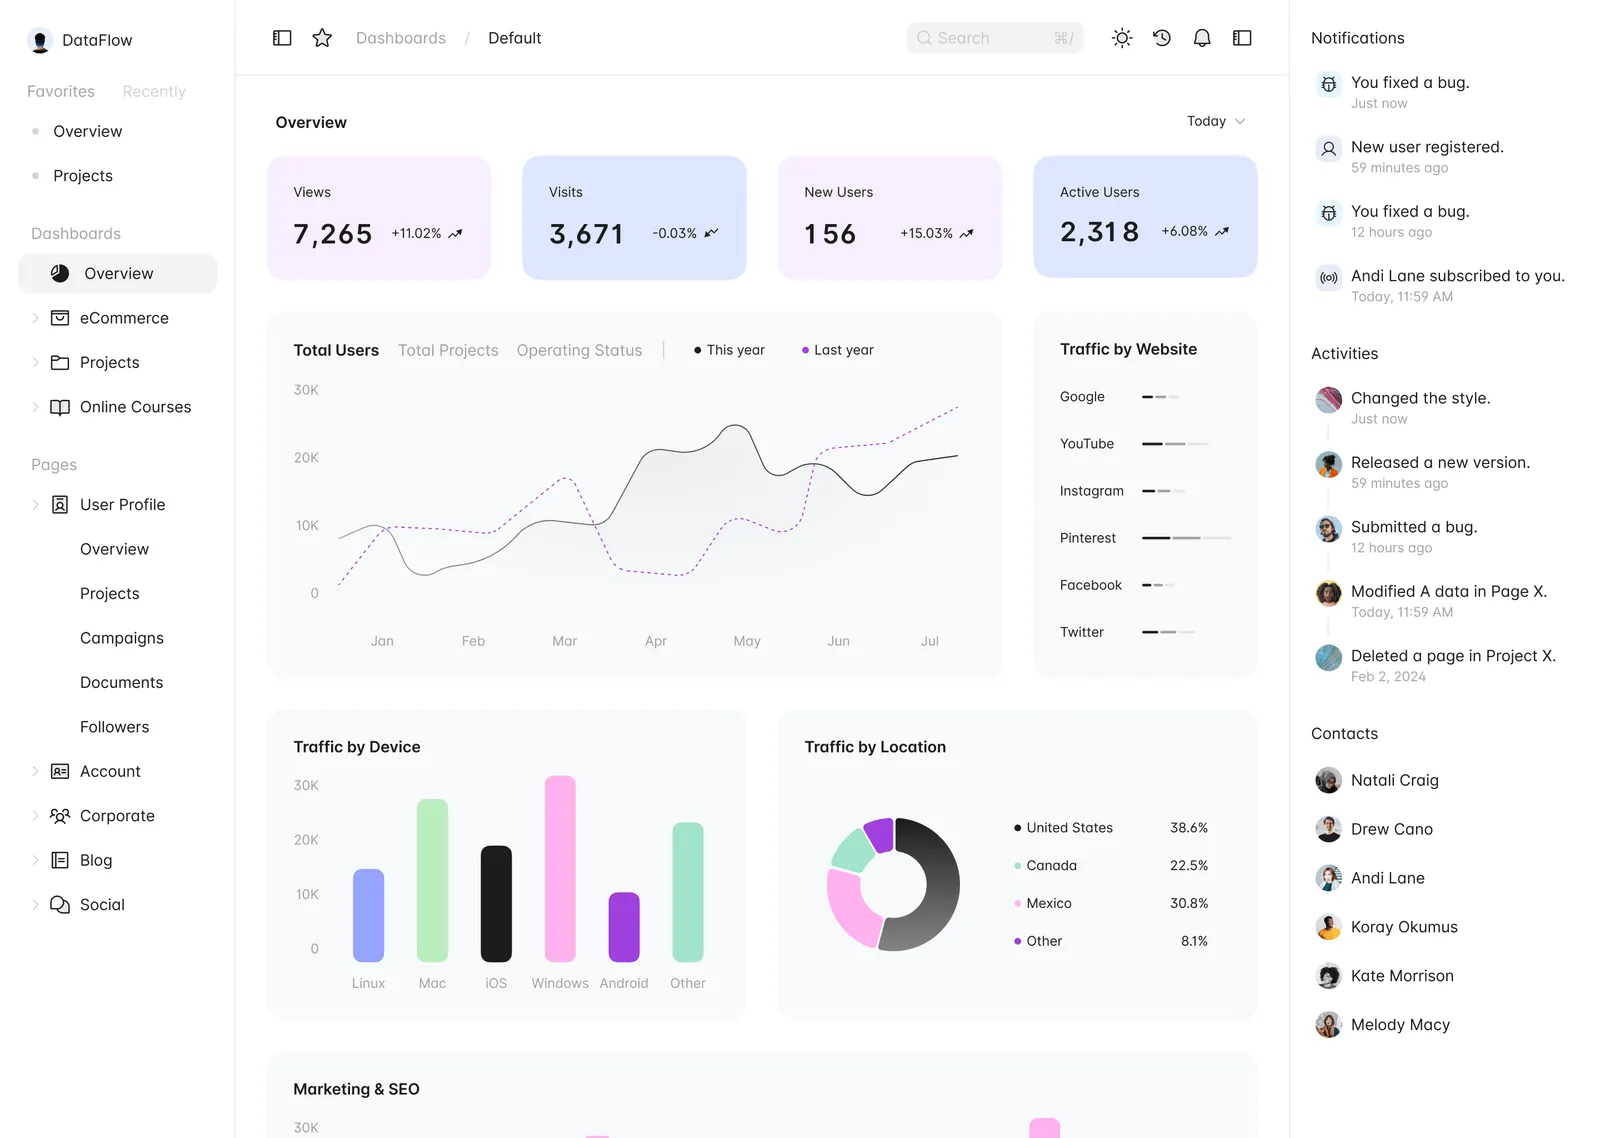 DataFlow
Favorites Recently
Overview
Projects
Dashboards
Overview
eCommerce
Projects
Online Courses
Pages
User Profile
Overview
Projects
Campaigns
Documents
Followers
Account
Corporate
Blog
Social
Dashboards / Default
Search ⌘/
Overview
Today
Views
7,265 +11.02%
Visits
3,671 -0.03%
New Users
156 +15.03%
Active Users
2,318 +6.08%
Total Users Total Projects Operating Status This year Last year
30K
20K
10K
0
Jan Feb Mar Apr May Jun Jul
Traffic by Website
Google
YouTube
Instagram
Pinterest
Facebook
Twitter
Traffic by Device
30K
20K
10K
0
Linux Mac iOS Windows Android Other
Traffic by Location
United States 38.6%
Canada 22.5%
Mexico 30.8%
Other 8.1%
Marketing & SEO
30K
Notifications
You fixed a bug.
Just now
New user registered.
59 minutes ago
You fixed a bug.
12 hours ago
Andi Lane subscribed to you.
Today, 11:59 AM
Activities
Changed the style.
Just now
Released a new version.
59 minutes ago
Submitted a bug.
12 hours ago
Modified A data in Page X.
Today, 11:59 AM
Deleted a page in Project X.
Feb 2, 2024
Contacts
Natali Craig
Drew Cano
Andi Lane
Koray Okumus
Kate Morrison
Melody Macy